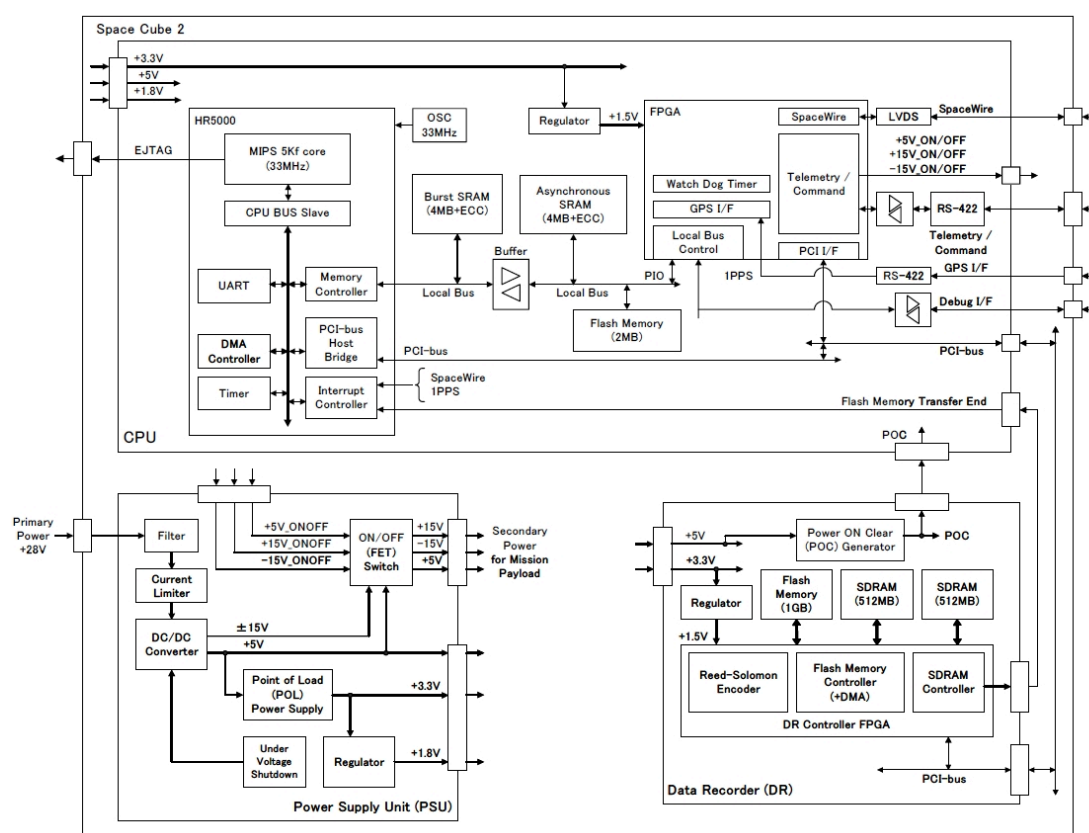 Space Cube 2
+3.3V
+5V
+1.8V
HR5000
OSC
33MHz
Regulator
+1.5V
FPGA
SpaceWire
LVDS
SpaceWire
+5V_ON/OFF
+15V_ON/OFF
-15V_ON/OFF
EJTAG
MIPS 5Kf core
(33MHz)
CPU BUS Slave
Burst SRAM
(4MB+ECC)
Asynchronous
SRAM
(4MB+ECC)
Watch Dog Timer
GPS I/F
Local Bus
Control
Telemetry /
Command
PCI I/F
RS-422
Telemetry /
Command
UART
Memory
Controller
Local Bus
Buffer
Local Bus
PIO
1PPS
RS-422
GPS I/F
Debug I/F
Flash Memory
(2MB)
DMA
Controller
PCI-bus
Host
Bridge
PCI-bus
PCI-bus
Timer
Interrupt
Controller
SpaceWire
1PPS
Flash Memory Transfer End
CPU
POC
Primary
Power
+28V
Filter
+5V_ONOFF
+15V_ONOFF
-15V_ONOFF
ON/OFF
(FET)
Switch
+15V
-15V
+5V
Secondary
Power
for Mission
Payload
Current
Limiter
DC/DC
Converter
±15V
+5V
Point of Load
(POL)
Power Supply
+3.3V
Under
Voltage
Shutdown
Regulator
+1.8V
Power Supply Unit (PSU)
+5V
+3.3V
Power ON Clear
(POC) Generator
POC
Regulator
+1.5V
Flash
Memory
(1GB)
SDRAM
(512MB)
SDRAM
(512MB)
Reed-Solomon
Encoder
Flash Memory
Controller
(+DMA)
SDRAM
Controller
DR Controller FPGA
PCI-bus
Data Recorder (DR)